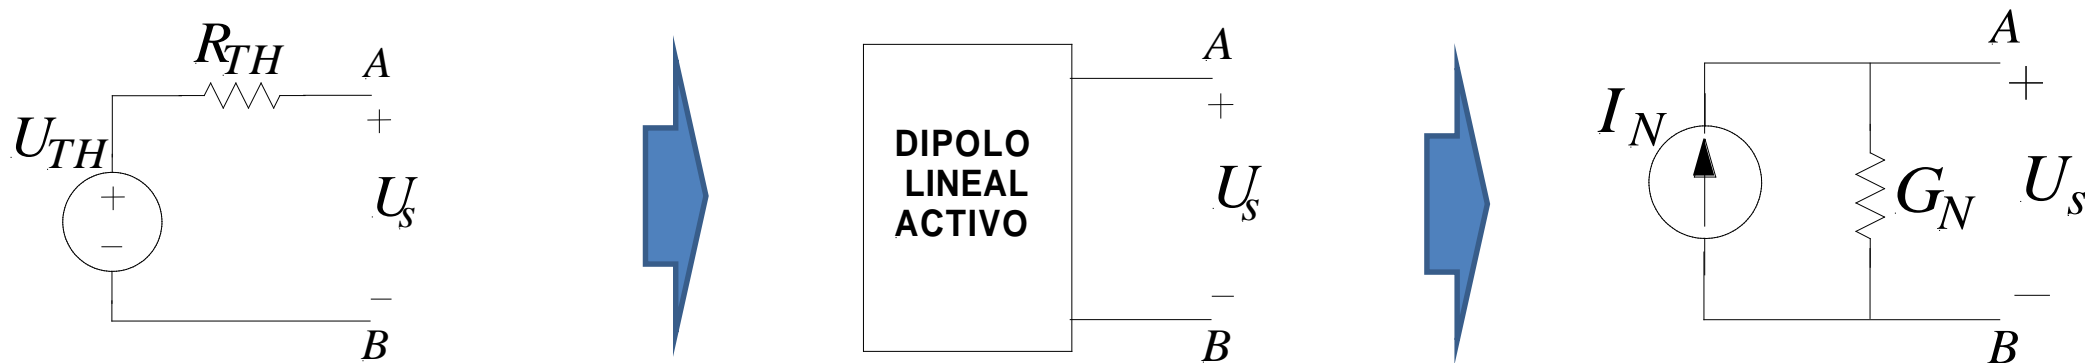 R_TH
A
+
U_TH
+
−
U_s
−
B
A
+
DIPOLO
LINEAL
ACTIVO
U_s
−
B
A
+
I_N
G_N
U_s
−
B